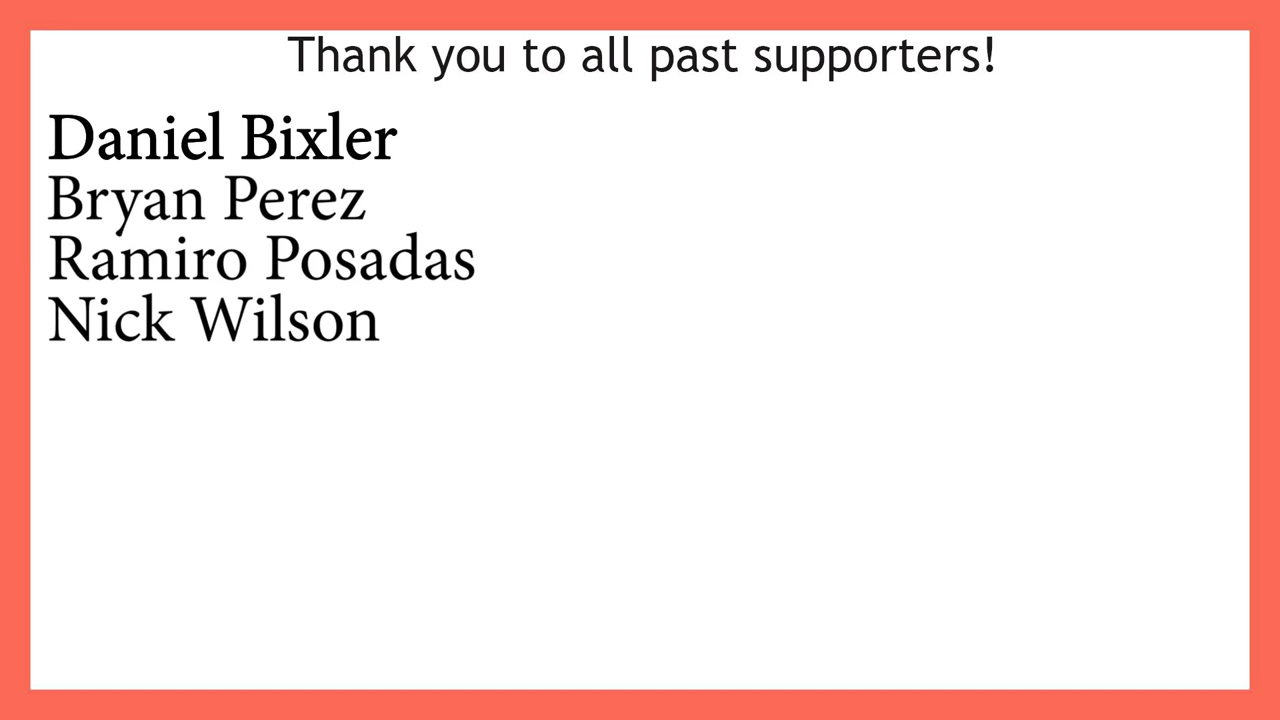 Thank you to all past supporters!
Daniel Bixler
Bryan Perez
Ramiro Posadas
Nick Wilson